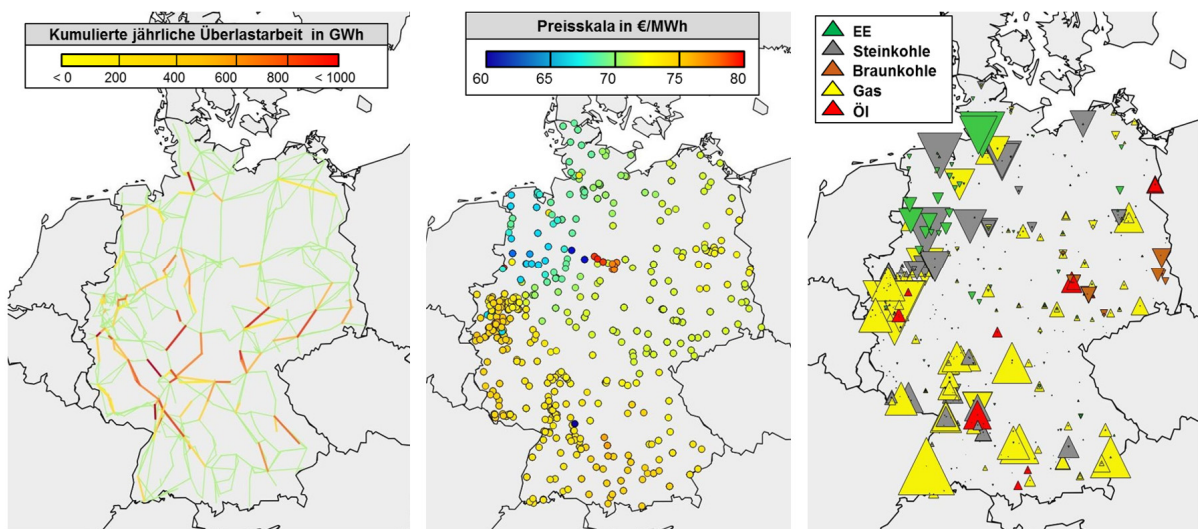 Kumulierte jährliche Überlastarbeit in GWh
< 0 200 400 600 800 < 1000
Preisskala in €/MWh
60 65 70 75 80
EE
Steinkohle
Braunkohle
Gas
Öl